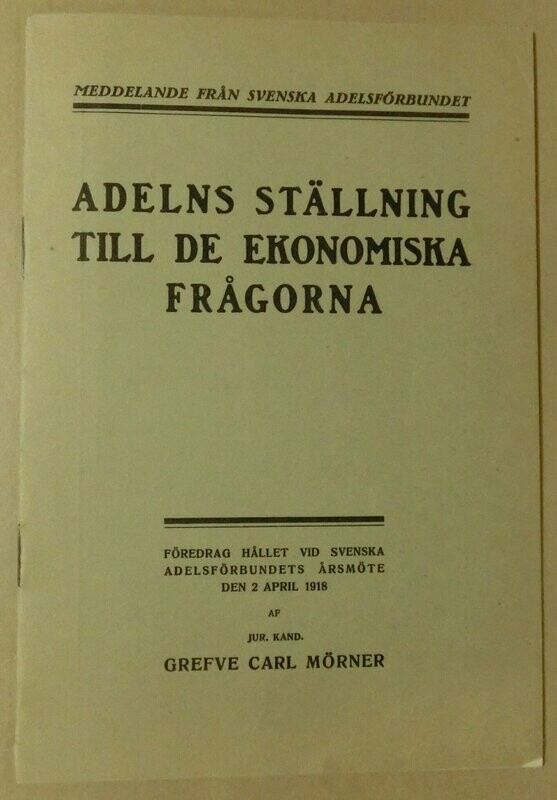 MEDDELANDE FRÅN SVENSKA ADELSFÖRBUNDET
ADELNS STÄLLNING
TILL DE EKONOMISKA
FRÅGORNA
FÖREDRAG HÅLLET VID SVENSKA
ADELSFÖRBUNDETS ÅRSMÖTE
DEN 2 APRIL 1918
AF
JUR. KAND.
GREFVE CARL MÖRNER